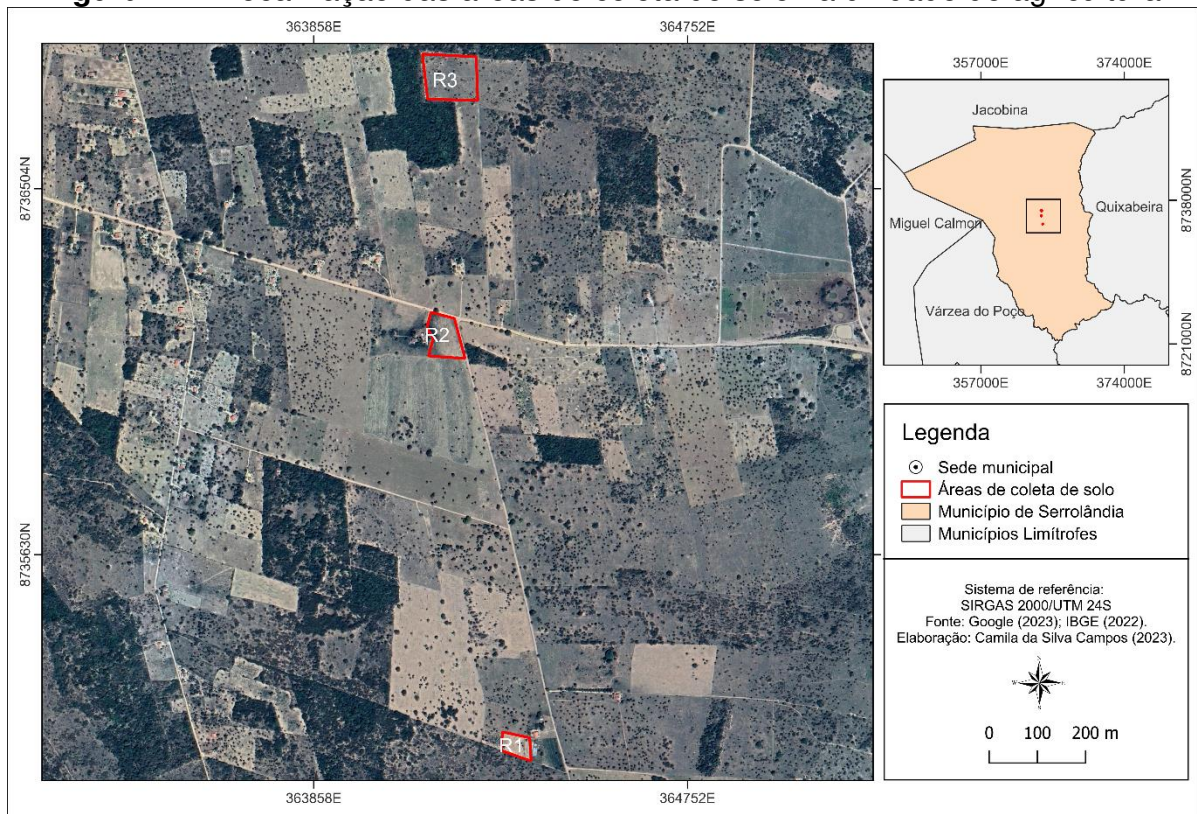 363858E 364752E
8736504N
8735630N
R3
R2
R1
363858E 364752E
357000E 374000E
Jacobina
Quixabeira
Miguel Calmon
Várzea do Poço
8738000N
8721000N
357000E 374000E
Legenda
Sede municipal
Áreas de coleta de solo
Município de Serrolândia
Municípios Limítrofes
Sistema de referência:
SIRGAS 2000/UTM 24S
Fonte: Google (2023); IBGE (2022).
Elaboração: Camila da Silva Campos (2023).
N
W E
S
0 100 200 m